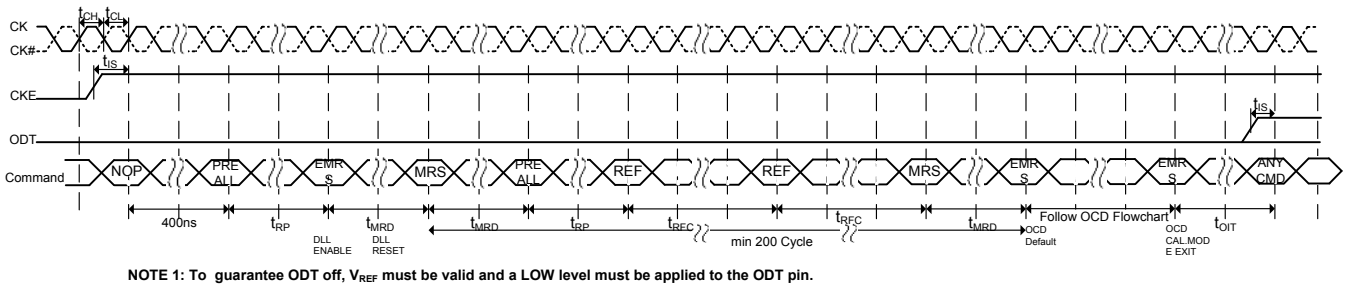 tCH tCL
CK
CK#
tIS
CKE
tIS
ODT
Command
NOP
PRE ALL
EMR S
MRS
PRE ALL
REF
REF
MRS
EMR S
EMR S
ANY CMD
400ns
tRP
tMRD
tMRD
tRP
tRFC
tRFC
tMRD
Follow OCD Flowchart
tOIT
min 200 Cycle
DLL
ENABLE
DLL
RESET
OCD
Default
OCD
CAL.MOD
E EXIT
NOTE 1: To guarantee ODT off, VREF must be valid and a LOW level must be applied to the ODT pin.